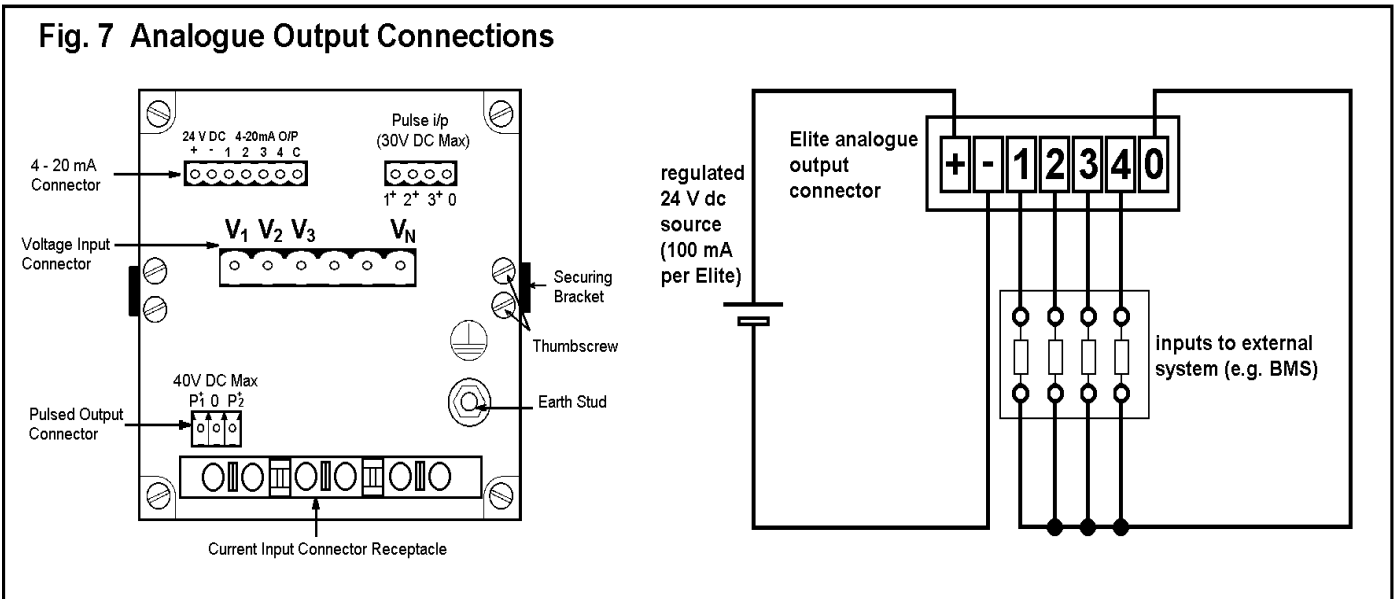 Fig. 7 Analogue Output Connections
24 V DC 4-20mA O/P
+ - 1 2 3 4 C
Pulse i/p
(30V DC Max)
1+ 2+ 3+ 0
4 - 20 mA
Connector
V1 V2 V3 VN
Voltage Input
Connector
Securing
Bracket
Thumbscrew
40V DC Max
P1+ 0 P2+
Pulsed Output
Connector
Earth Stud
Current Input Connector Receptacle
Elite analogue
output
connector
+ - 1 2 3 4 0
regulated
24 V dc
source
(100 mA
per Elite)
inputs to external
system (e.g. BMS)